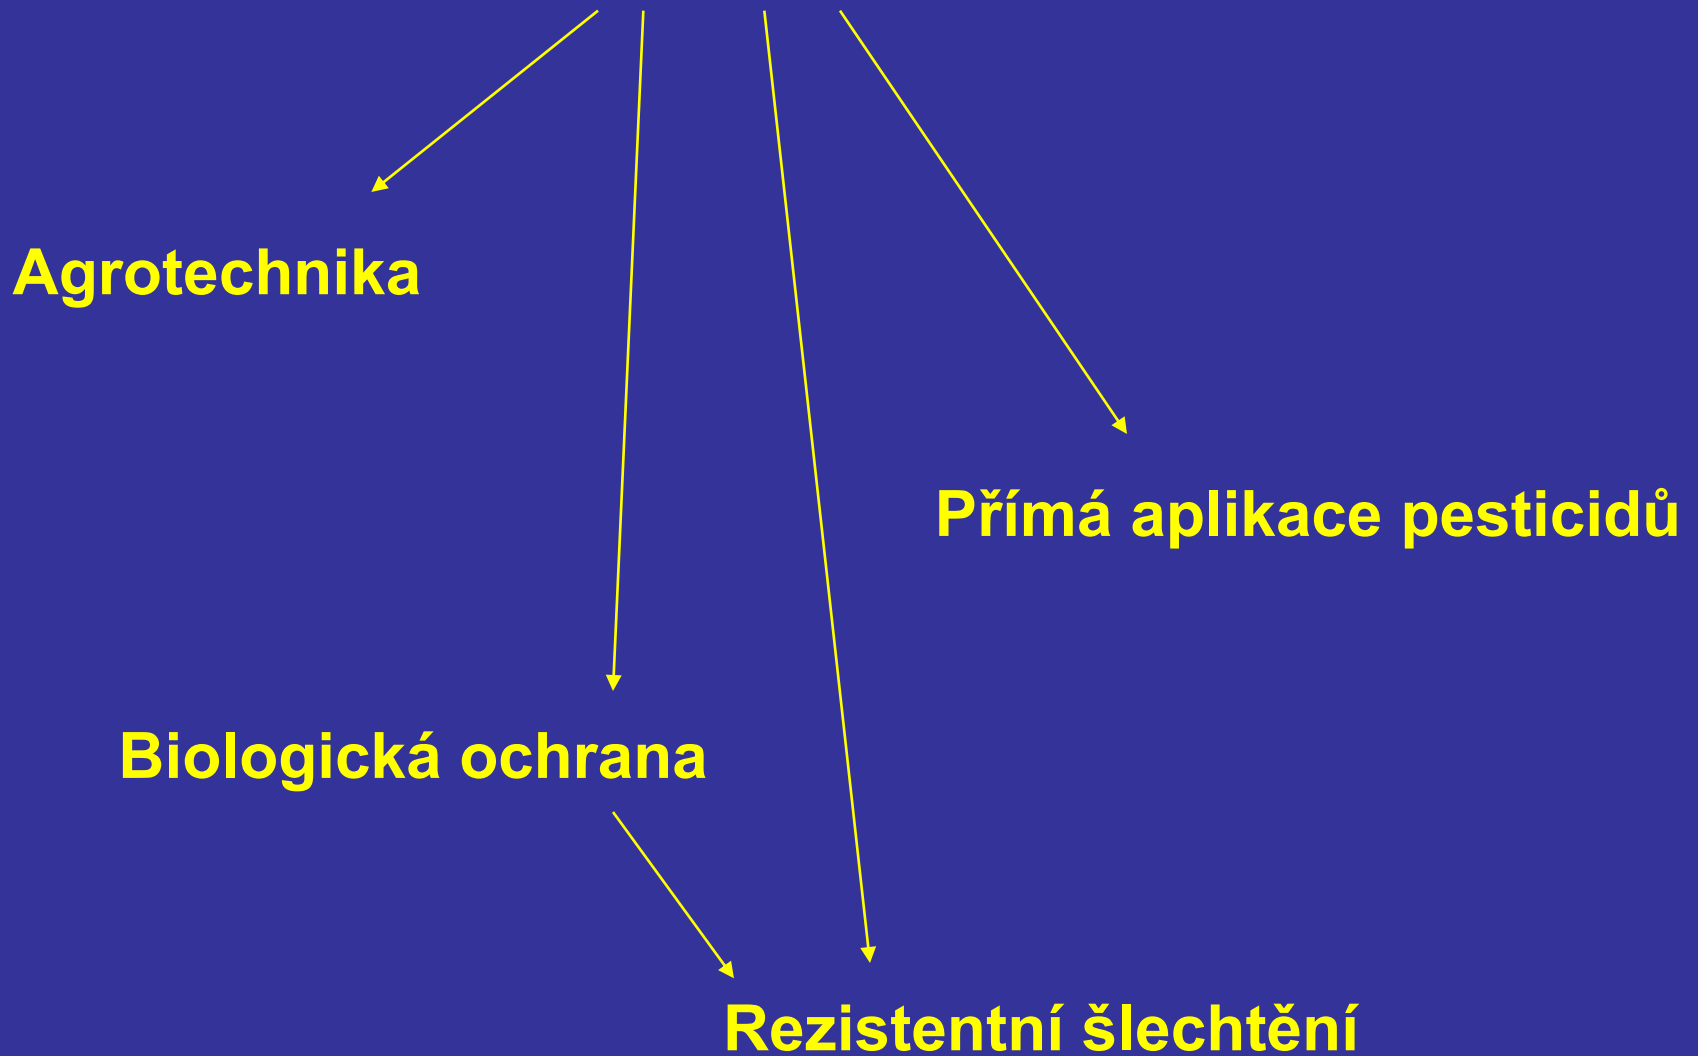 Agrotechnika
Přímá aplikace pesticidů
Biologická ochrana
Rezistentní šlechtění